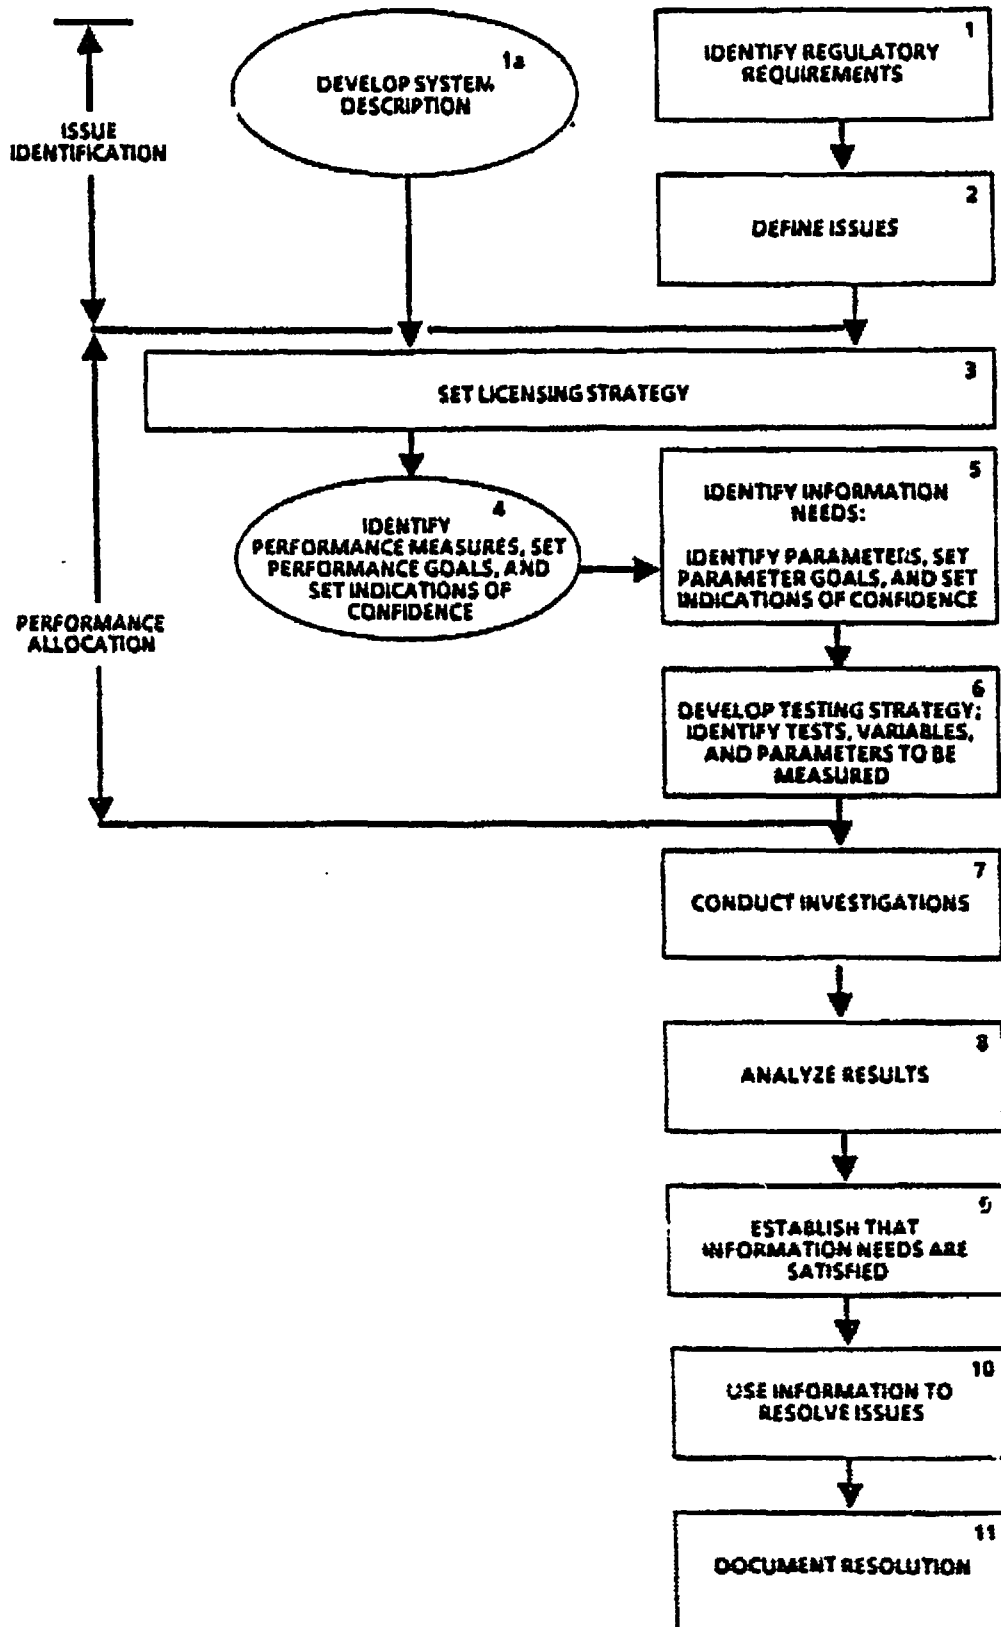 1a
DEVELOP SYSTEM
DESCRIPTION
1
IDENTIFY REGULATORY
REQUIREMENTS
ISSUE
IDENTIFICATION
2
DEFINE ISSUES
3
SET LICENSING STRATEGY
4
IDENTIFY
PERFORMANCE MEASURES, SET
PERFORMANCE GOALS, AND
SET INDICATIONS OF
CONFIDENCE
5
IDENTIFY INFORMATION
NEEDS:
IDENTIFY PARAMETERS, SET
PARAMETER GOALS, AND SET
INDICATIONS OF CONFIDENCE
PERFORMANCE
ALLOCATION
6
DEVELOP TESTING STRATEGY;
IDENTIFY TESTS, VARIABLES,
AND PARAMETERS TO BE
MEASURED
7
CONDUCT INVESTIGATIONS
8
ANALYZE RESULTS
9
ESTABLISH THAT
INFORMATION NEEDS ARE
SATISFIED
10
USE INFORMATION TO
RESOLVE ISSUES
11
DOCUMENT RESOLUTION